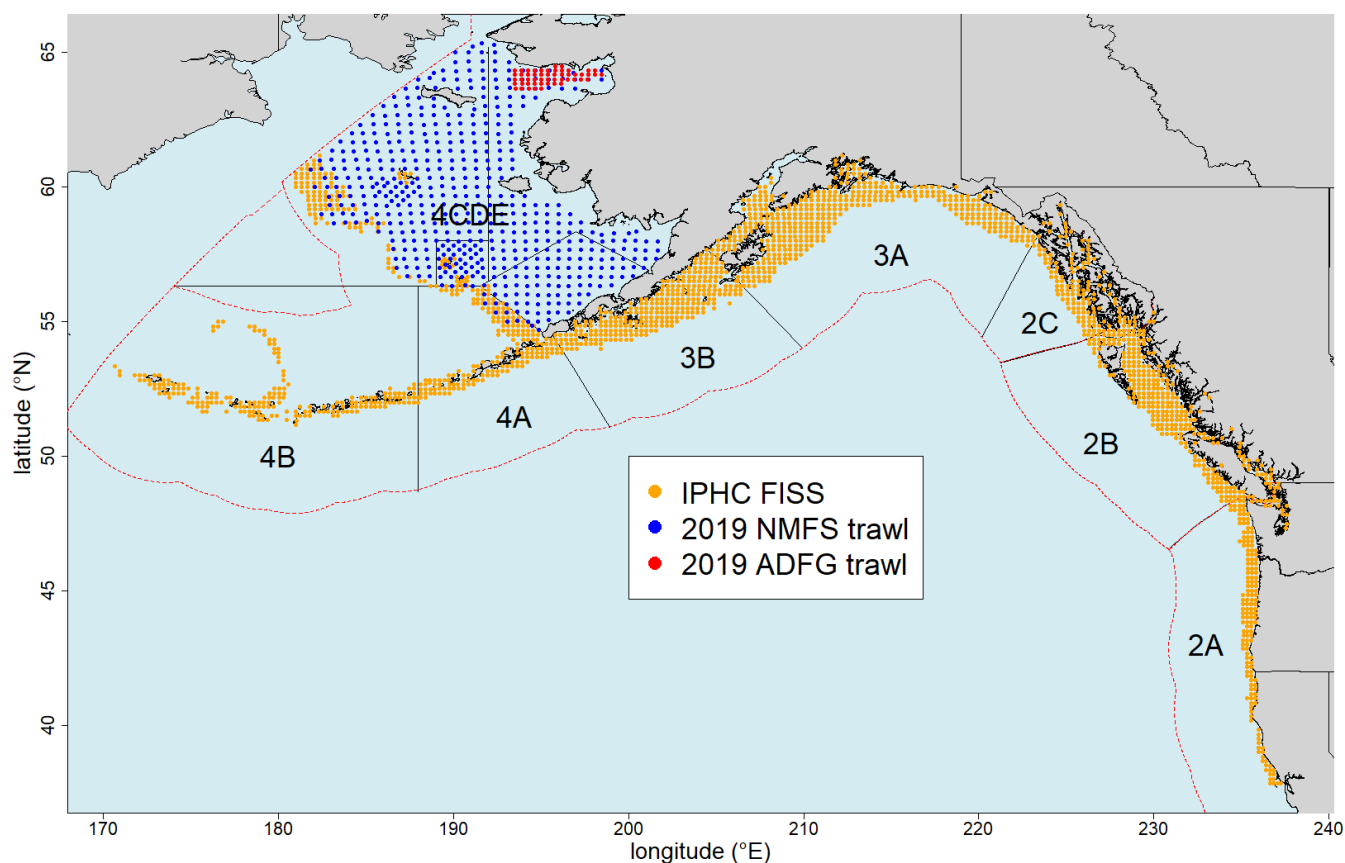 65
60
55
50
45
40
latitude (°N)
4CDE
3A
2C
3B
2B
4A
4B
2A
IPHC FISS
2019 NMFS trawl
2019 ADFG trawl
170 180 190 200 210 220 230 240
longitude (°E)